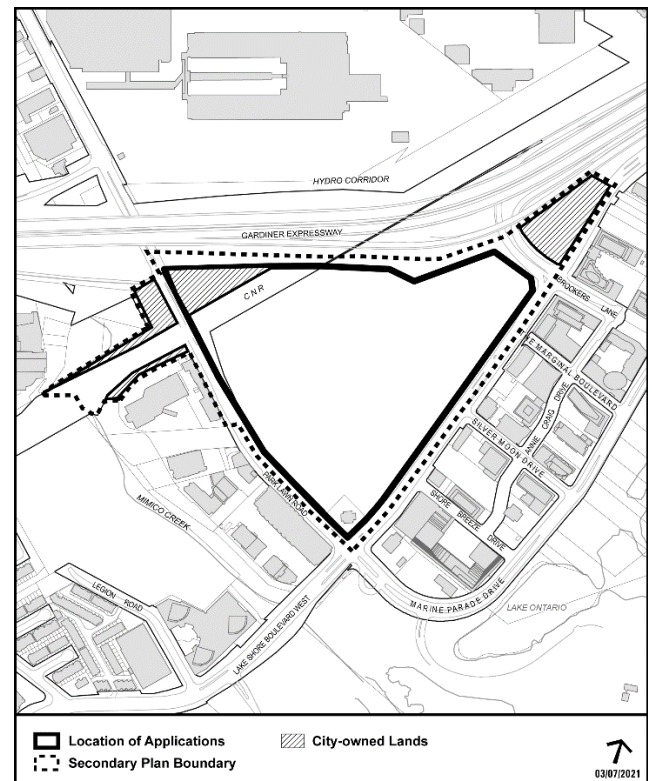 HYDRO CORRIDOR
GARDINER EXPRESSWAY
CNR
BROOKERS LANE
THE MARGINAL BOULEVARD
ANNIE CRAIG DRIVE
SILVER MOON DRIVE
PARK LAWN ROAD
SHORE BREEZE DRIVE
MIMICO CREEK
LEGION ROAD
MARINE PARADE DRIVE
LAKE ONTARIO
LAKE SHORE BOULEVARD WEST
Location of Applications
City-owned Lands
Secondary Plan Boundary
03/07/2021